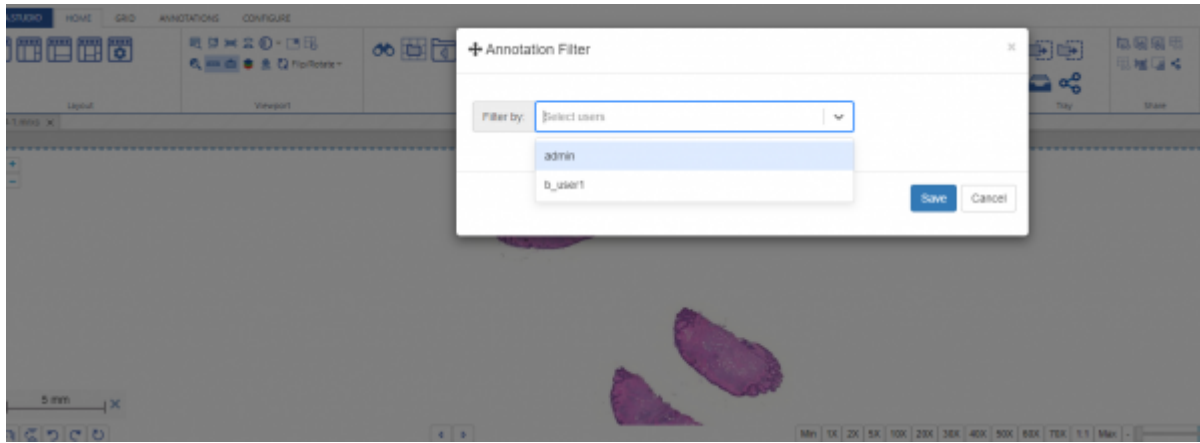 STUDIO HOME GRID ANNOTATIONS CONFIGURE
Annotation Filter ×
Flip/Rotate
Layout Viewport Tray Share
Filter by: Select users
admin
b_user1
Save Cancel
5 mm
Min 1X 2X 5X 10X 20X 30X 40X 50X 60X 70X 1:1 Max -